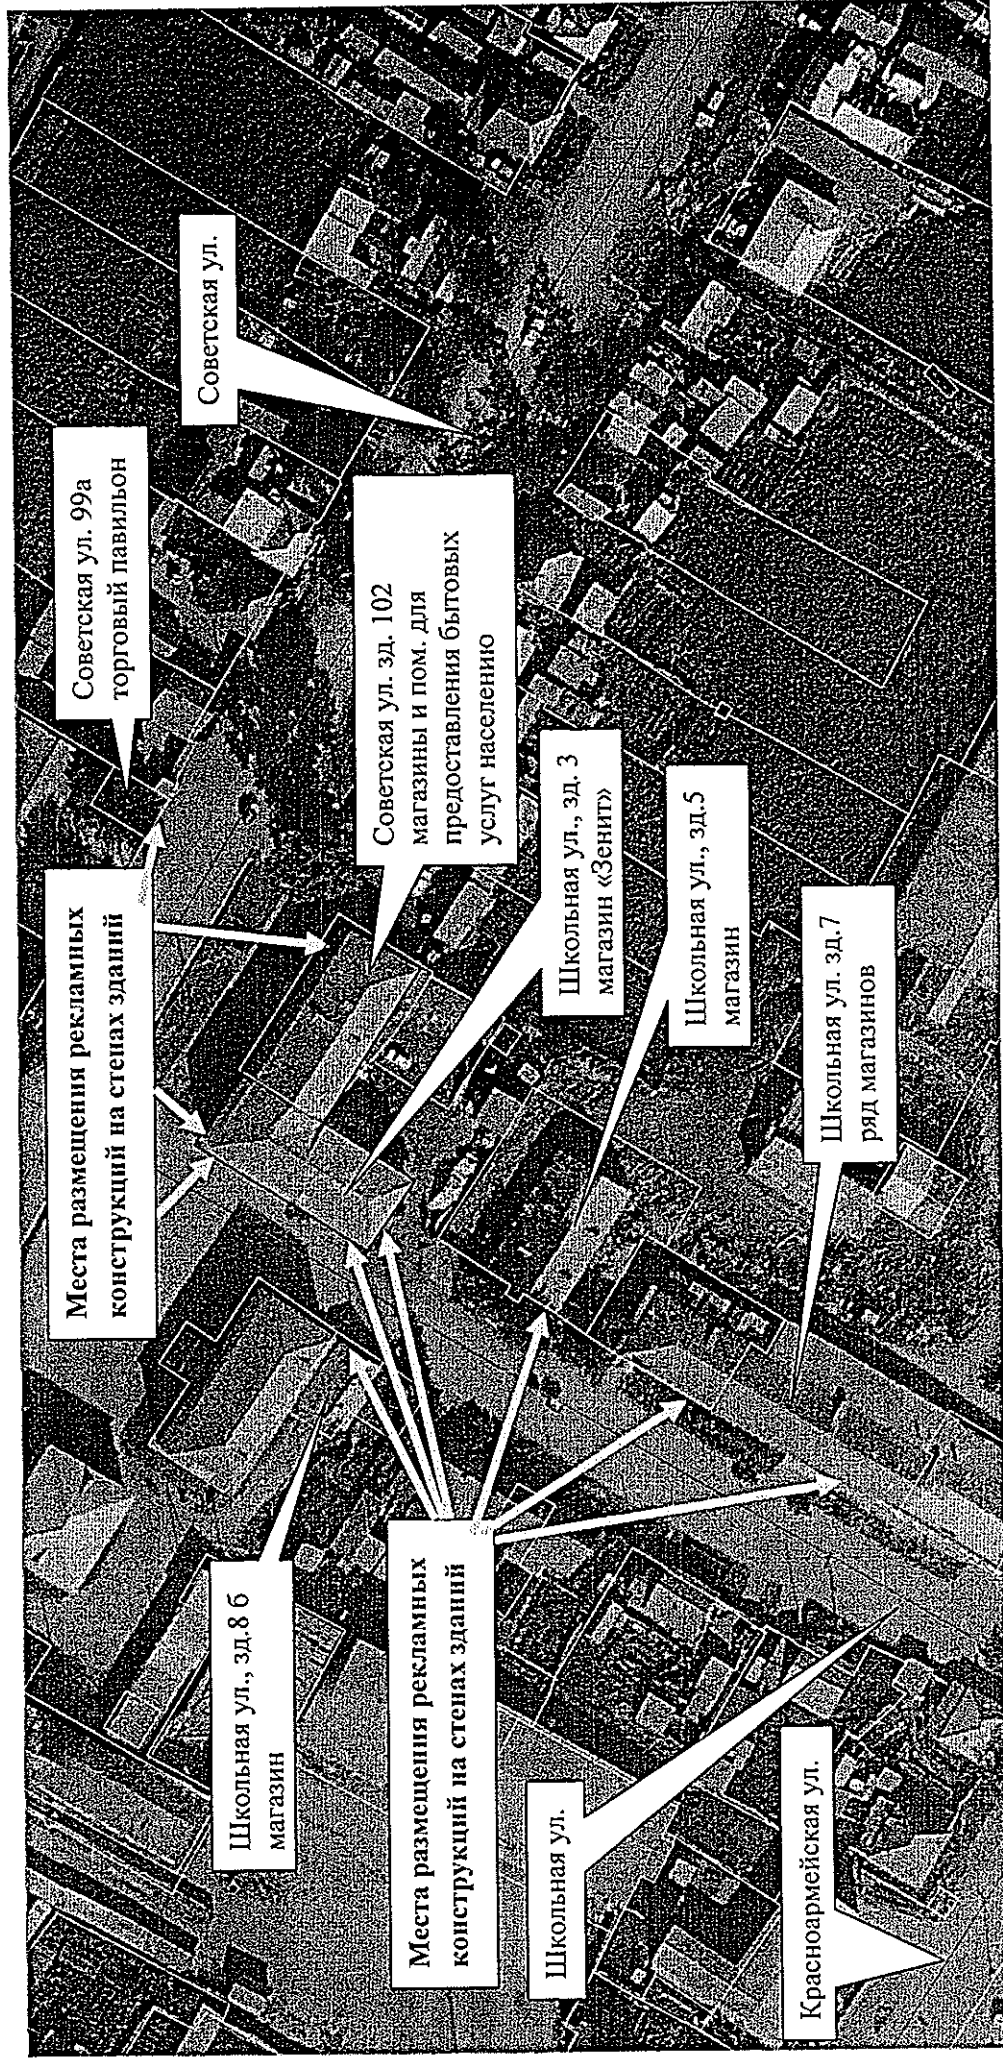 Советская ул.
Советская ул. 99а
торговый павильон
Места размещения рекламных
конструкций на стенах зданий
Советская ул. зд. 102
магазины и пом. для
предоставления бытовых
услуг населению
Школьная ул., зд. 3
магазин «Зенит»
Школьная ул., зд.5
магазин
Школьная ул. зд.7
ряд магазинов
Школьная ул., зд.8 б
магазин
Места размещения рекламных
конструкций на стенах зданий
Школьная ул.
Красноармейская ул.